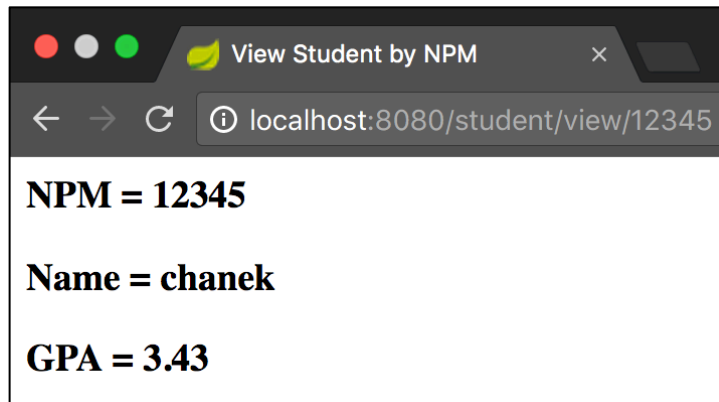 View Student by NPM
localhost:8080/student/view/12345
NPM = 12345
Name = chanek
GPA = 3.43